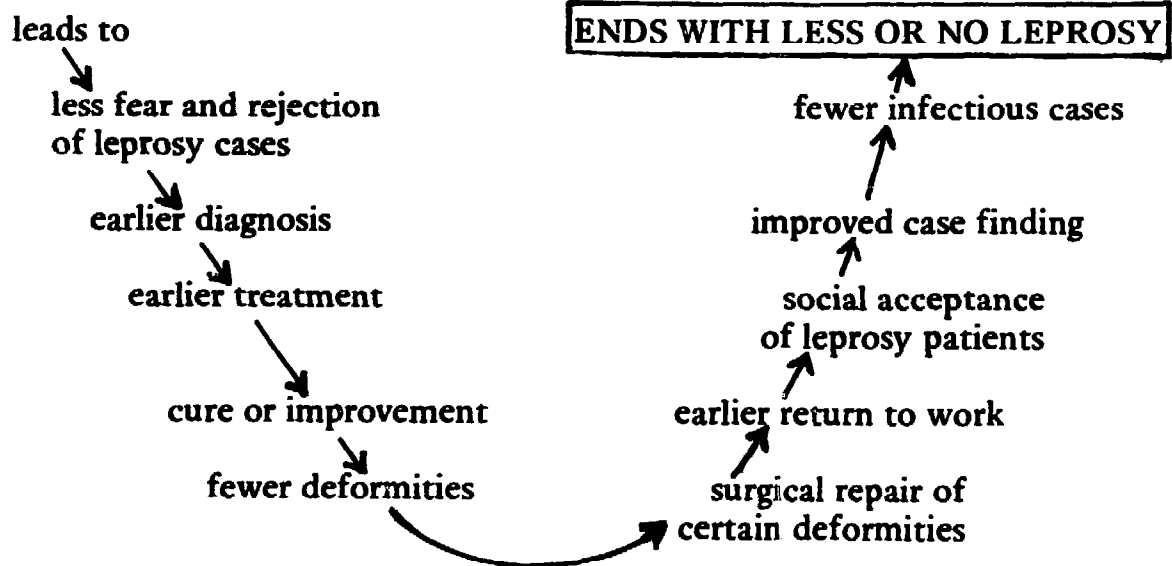 leads to
less fear and rejection
of leprosy cases
earlier diagnosis
earlier treatment
cure or improvement
fewer deformities
surgical repair of
certain deformities
earlier return to work
social acceptance
of leprosy patients
improved case finding
fewer infectious cases
ENDS WITH LESS OR NO LEPROSY